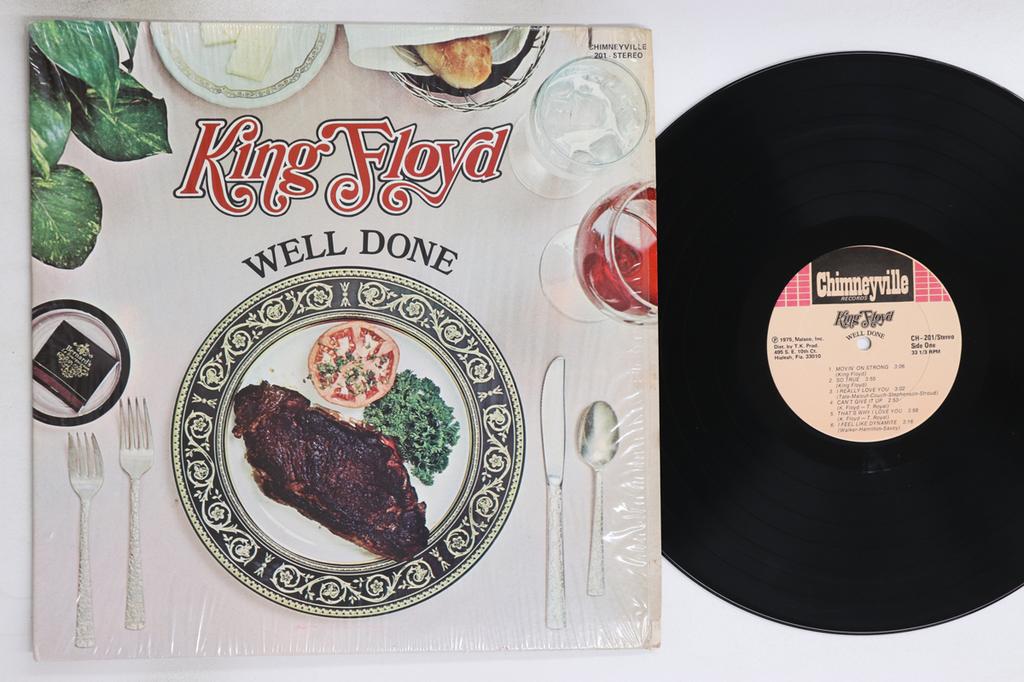 CHIMNEYVILLE
201 - STEREO
King Floyd
WELL DONE
Chimneyville
RECORDS
King Floyd
WELL DONE
℗ 1975, Malaco, Inc.
Dist. by T.K. Prod.
495 S. E. 10th Ct.
Hialeah, Fla. 33010
CH-201/Stereo
Side One
33 1/3 RPM
1. MOVIN' ON STRONG 3:06
(King Floyd)
2. SO TRUE 3:55
(King Floyd)
3. I REALLY LOVE YOU 3:02
(Tate-Malouf-Couch-Stephenson-Stroud)
4. CAN'T GIVE IT UP 2:53
(K. Floyd — T. Royal)
5. THAT'S WHY I LOVE YOU 3:58
(K. Floyd — T. Royal)
6. I FEEL LIKE DYNAMITE 3:16
(Walker-Hamilton-Savoy)